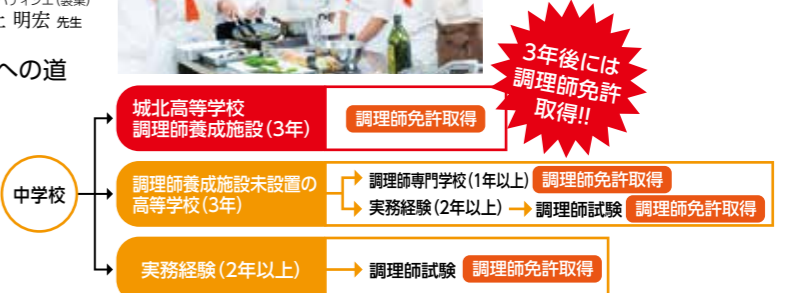 明宏 先生
への道
3年後には
調理師免許
取得!!
中学校
城北高等学校
調理師養成施設(3年)
調理師免許取得
調理師養成施設未設置の
高等学校(3年)
調理師専門学校(1年以上) 調理師免許取得
実務経験(2年以上) 調理師試験 調理師免許取得
実務経験(2年以上) 調理師試験 調理師免許取得